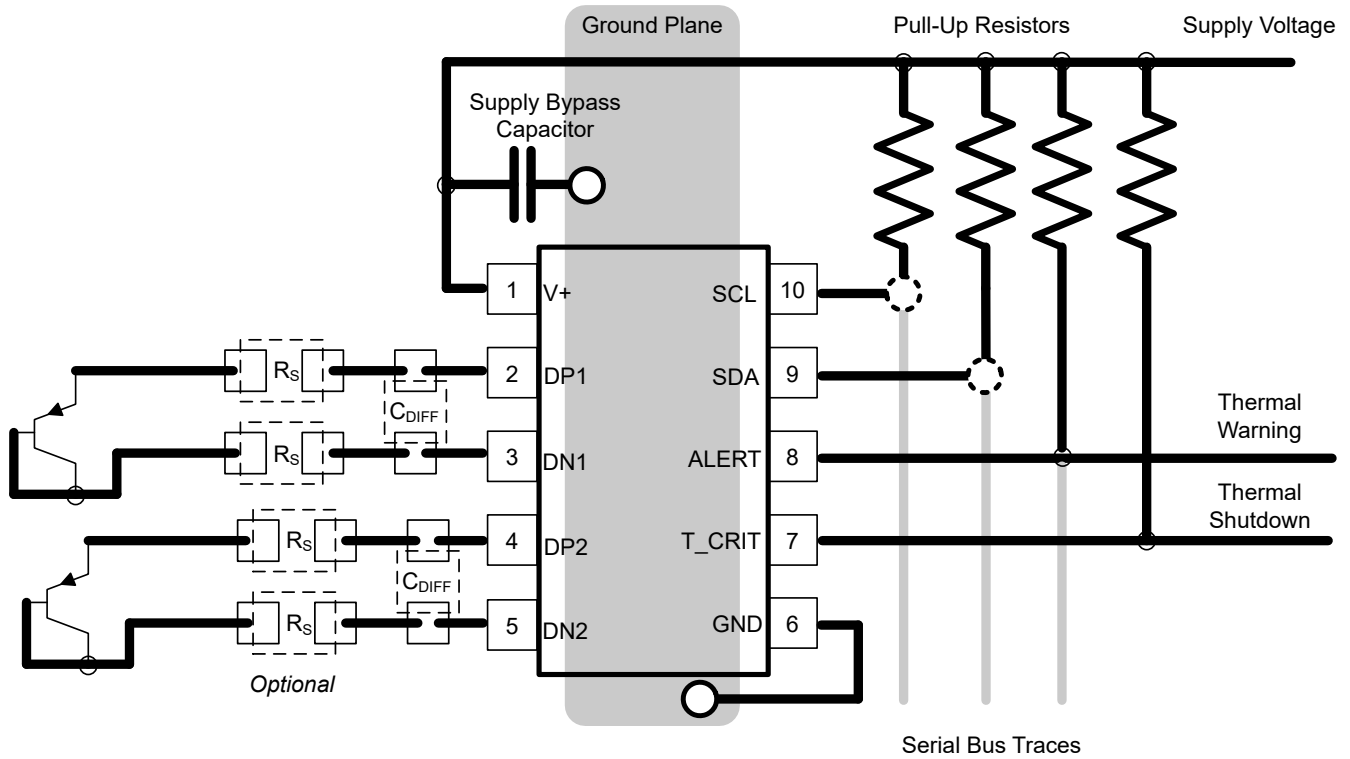 Ground Plane
Pull-Up Resistors
Supply Voltage
Supply Bypass
Capacitor
1
V+
SCL
10
RS
2
DP1
SDA
9
CDIFF
Thermal
Warning
RS
3
DN1
ALERT
8
Thermal
Shutdown
RS
4
DP2
T_CRIT
7
CDIFF
RS
5
DN2
GND
6
Optional
Serial Bus Traces